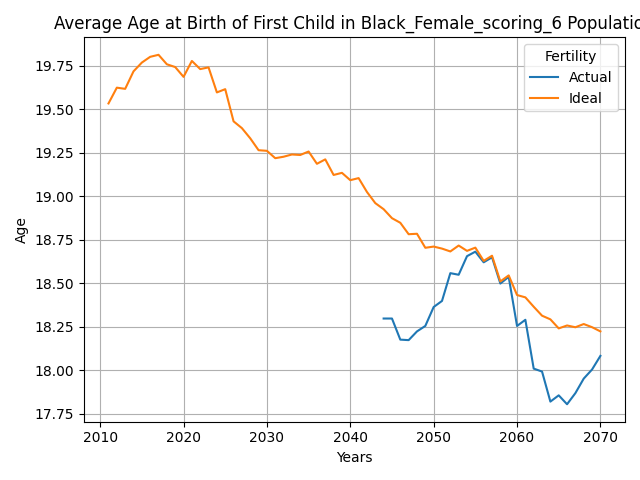 Average Age at Birth of First Child in Black_Female_scoring_6 Populatio
Fertility
Actual
Ideal
Age
19.75
19.50
19.25
19.00
18.75
18.50
18.25
18.00
17.75
2010 2020 2030 2040 2050 2060 2070
Years